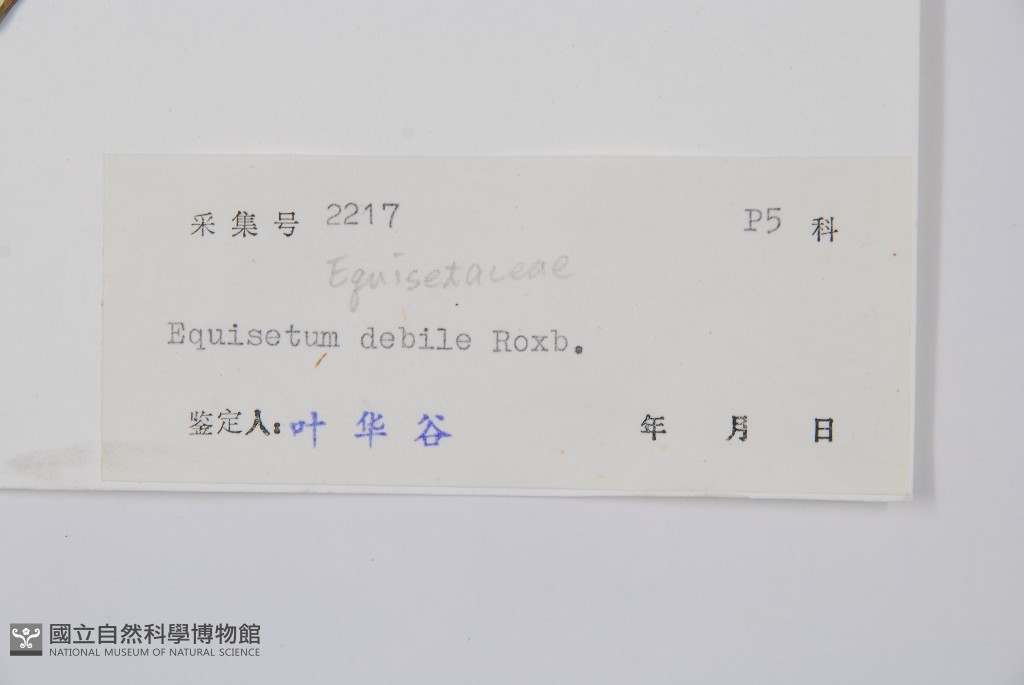 采集号 2217 P5 科
Equisetaceae
Equisetum debile Roxb.
鉴定人: 叶华谷 年 月 日
國立自然科學博物館
NATIONAL MUSEUM OF NATURAL SCIENCE